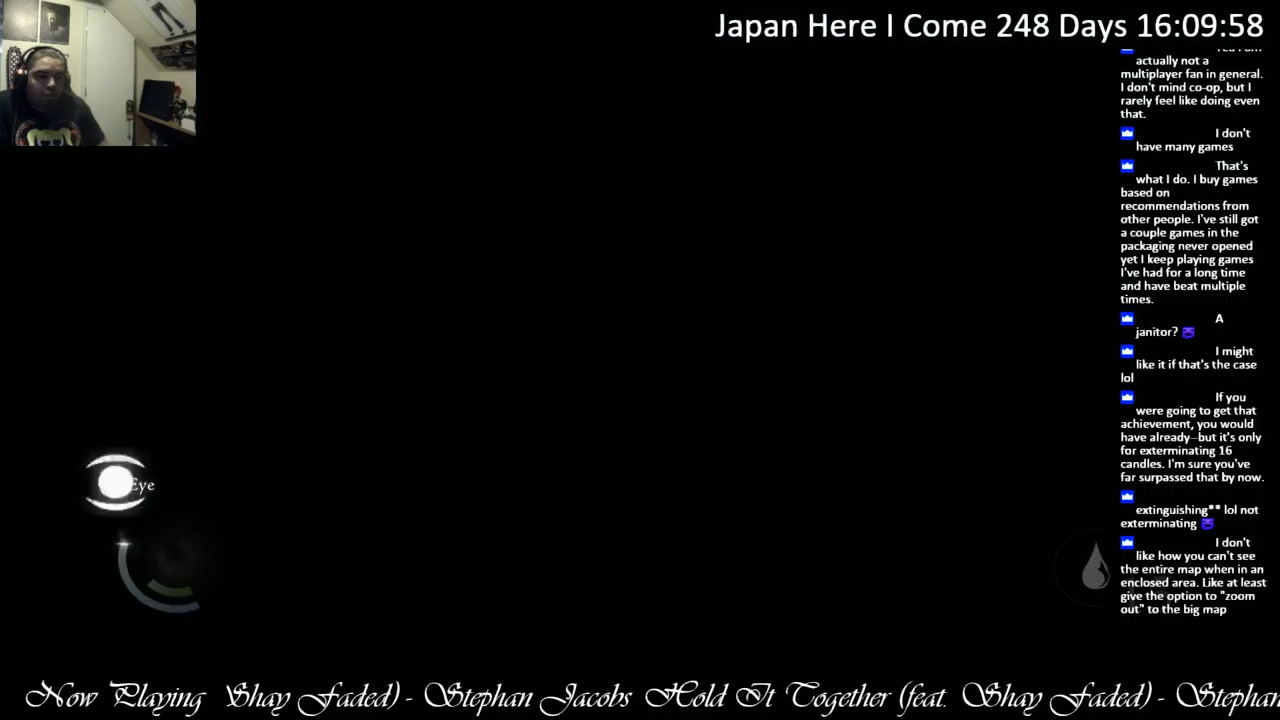 Japan Here I Come 248 Days 16:09:58
actually not a
multiplayer fan in general.
I don't mind co-op, but I
rarely feel like doing even
that.
I don't
have many games
That's
what I do. I buy games
based on
recommendations from
other people. I've still got
a couple games in the
packaging never opened
yet I keep playing games
I've had for a long time
and have beat multiple
times.
A
janitor?
I might
like it if that's the case
lol
If you
were going to get that
achievement, you would
have already—but it's only
for exterminating 16
candles. I'm sure you've
far surpassed that by now.
extinguishing** lol not
exterminating
I don't
like how you can't see
the entire map when in an
enclosed area. Like at least
give the option to "zoom
out" to the big map
Eye
Now Playing Shay Faded) - Stephan Jacobs Hold It Together (feat. Shay Faded) - Stephan